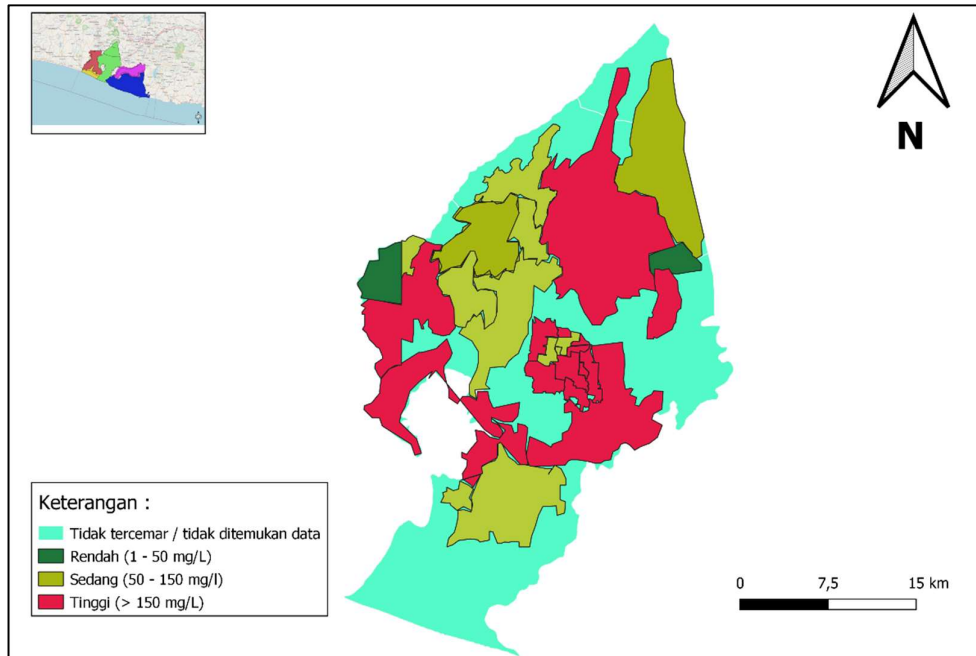 N
Keterangan :
Tidak tercemar / tidak ditemukan data
Rendah (1 - 50 mg/L)
Sedang (50 - 150 mg/l)
Tinggi (> 150 mg/L)
0 7,5 15 km